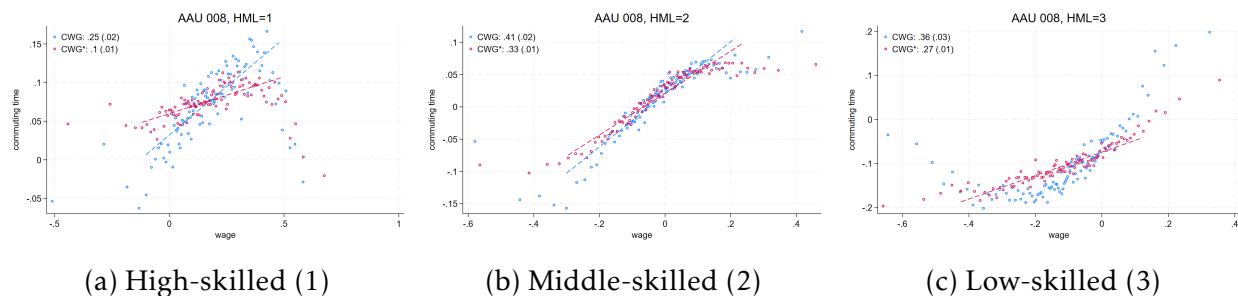 AAU 008, HML=1
CWG: .25 (.02)
CWG*: .1 (.01)
.15
.1
.05
0
-.05
commuting time
-.5
0
.5
1
wage
(a) High-skilled (1)
AAU 008, HML=2
CWG: .41 (.02)
CWG*: .33 (.01)
.1
.05
0
-.05
-.1
-.15
commuting time
-.6
-.4
-.2
0
.2
.4
wage
(b) Middle-skilled (2)
AAU 008, HML=3
CWG: .36 (.03)
CWG*: .27 (.01)
.2
.1
0
-.1
-.2
commuting time
-.6
-.4
-.2
0
.2
.4
wage
(c) Low-skilled (3)